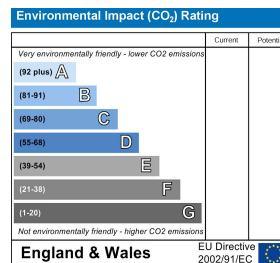 Environmental Impact (CO₂) Rating
Current Potenti
Very environmentally friendly - lower CO2 emissions
(92 plus) A
(81-91) B
(69-80) C
(55-68) D
(39-54) E
(21-38) F
(1-20) G
Not environmentally friendly - higher CO2 emissions
England & Wales
EU Directive
2002/91/EC